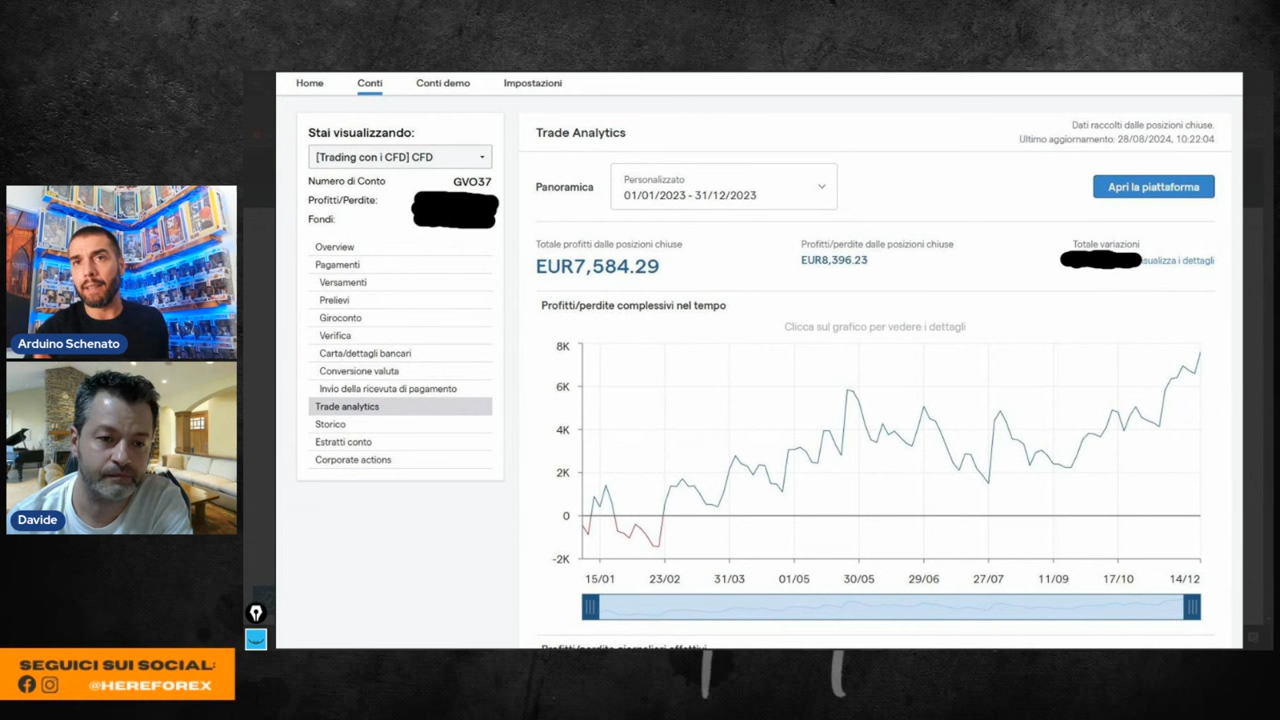 Home Conti Conti demo Impostazioni
Stai visualizzando:
[Trading con i CFD] CFD
Numero di Conto GVO37
Profitti/Perdite:
Fondi:
Overview
Pagamenti
Versamenti
Prelievi
Giroconto
Verifica
Carta/dettagli bancari
Conversione valuta
Invio della ricevuta di pagamento
Trade analytics
Storico
Estratti conto
Corporate actions
Trade Analytics
Dati raccolti dalle posizioni chiuse.
Ultimo aggiornamento: 28/08/2024, 10:22:04
Panoramica
Personalizzato
01/01/2023 - 31/12/2023
Apri la piattaforma
Totale profitti dalle posizioni chiuse
EUR7,584.29
Profitti/perdite dalle posizioni chiuse
EUR8,396.23
Totale variazioni
sualizza i dettagli
Profitti/perdite complessivi nel tempo
Clicca sul grafico per vedere i dettagli
8K
6K
4K
2K
0
-2K
15/01 23/02 31/03 01/05 30/05 29/06 27/07 11/09 17/10 14/12
Arduino Schenato
Davide
SEGUICI SUI SOCIAL:
@HEREFOREX